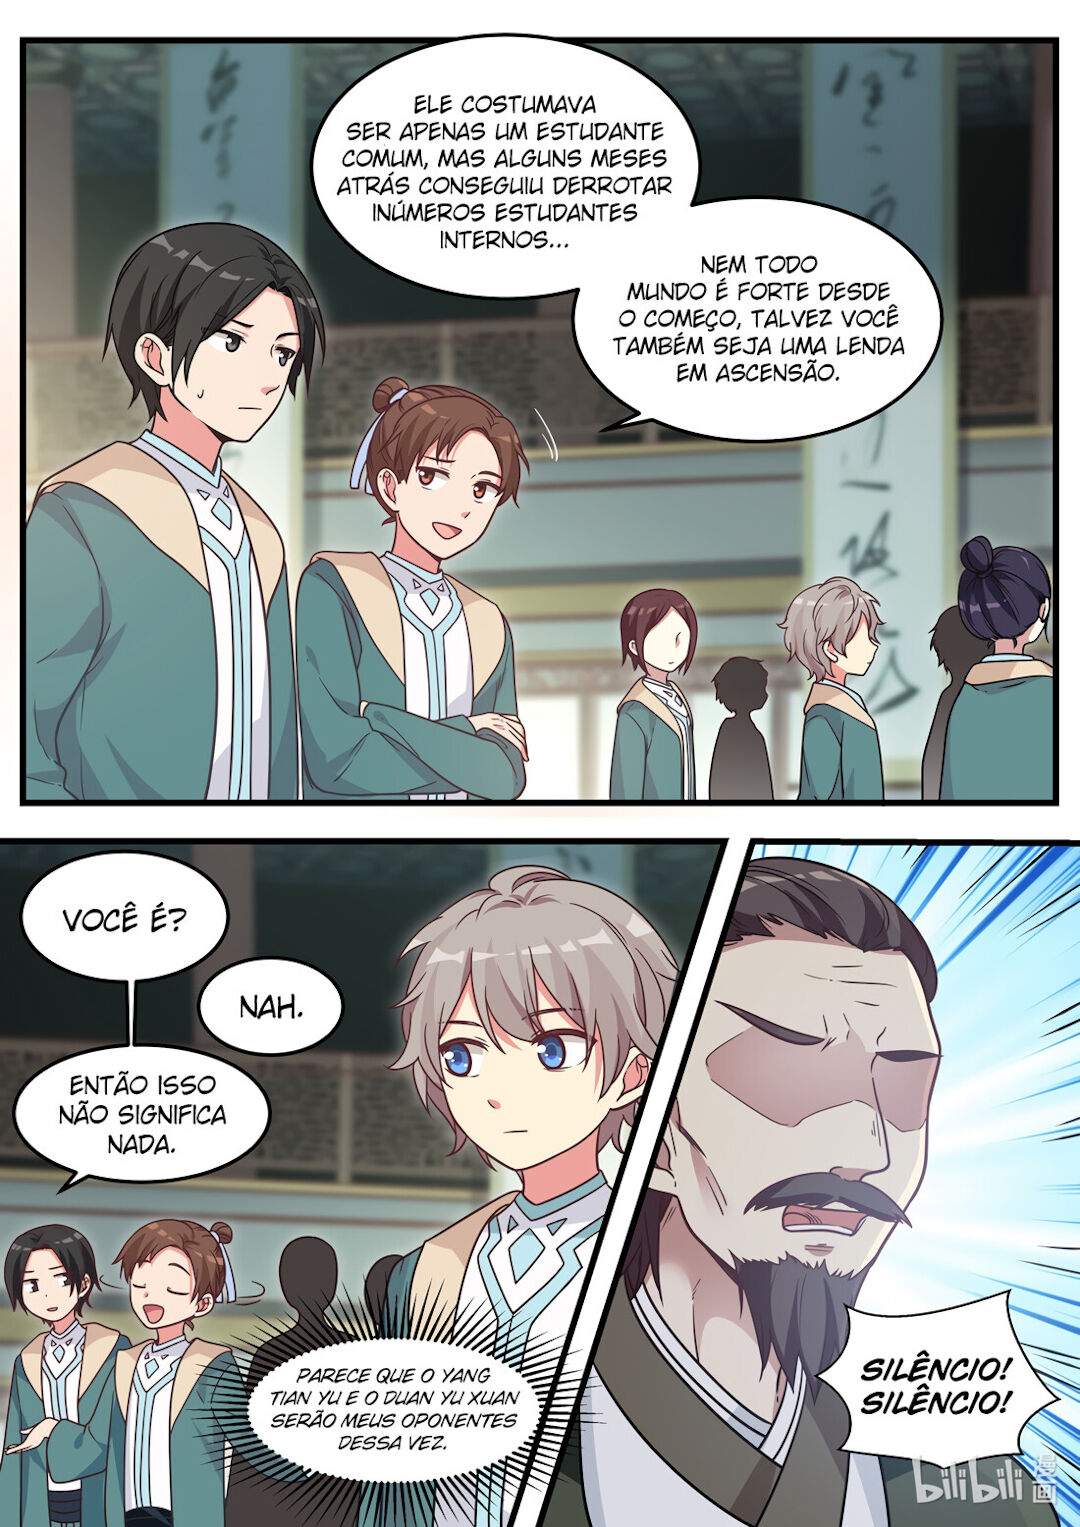 ELE COSTUMAVA
SER APENAS UM ESTUDANTE
COMUM, MAS ALGUNS MESES
ATRÁS CONSEGUIU DERROTAR
INÚMEROS ESTUDANTES
INTERNOS...
NEM TODO
MUNDO É FORTE DESDE
O COMEÇO, TALVEZ VOCÊ
TAMBÉM SEJA UMA LENDA
EM ASCENSÃO.
VOCÊ É?
NAH.
ENTÃO ISSO
NÃO SIGNIFICA
NADA.
PARECE QUE O YANG
TIAN YU E O DUAN YU XUAN
SERÃO MEUS OPONENTES
DESSA VEZ.
SILÊNCIO!
SILÊNCIO!
bilibili 漫画